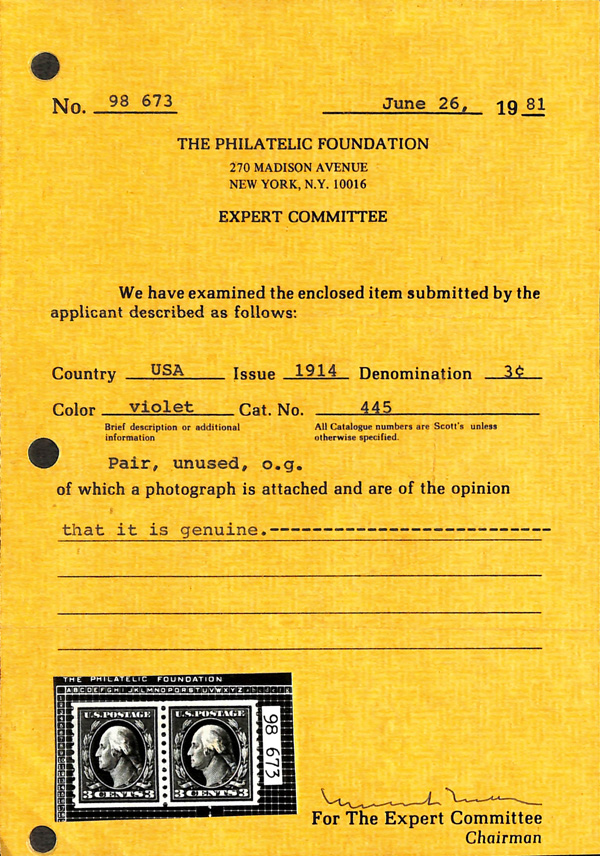 No. 98 673 June 26, 19 81
THE PHILATELIC FOUNDATION
270 MADISON AVENUE
NEW YORK, N.Y. 10016
EXPERT COMMITTEE
We have examined the enclosed item submitted by the
applicant described as follows:
Country USA Issue 1914 Denomination 3¢
Color violet Cat. No. 445
Brief description or additional information
All Catalogue numbers are Scott's unless otherwise specified.
Pair, unused, o.g.
of which a photograph is attached and are of the opinion
that it is genuine.------------------------
THE PHILATELIC FOUNDATION
ABCDEFGHIJKLMNOPQRSTUVWXYZ
U.S. POSTAGE U.S. POSTAGE
3 CENTS 3 3 CENTS 3
98 673
For The Expert Committee
Chairman